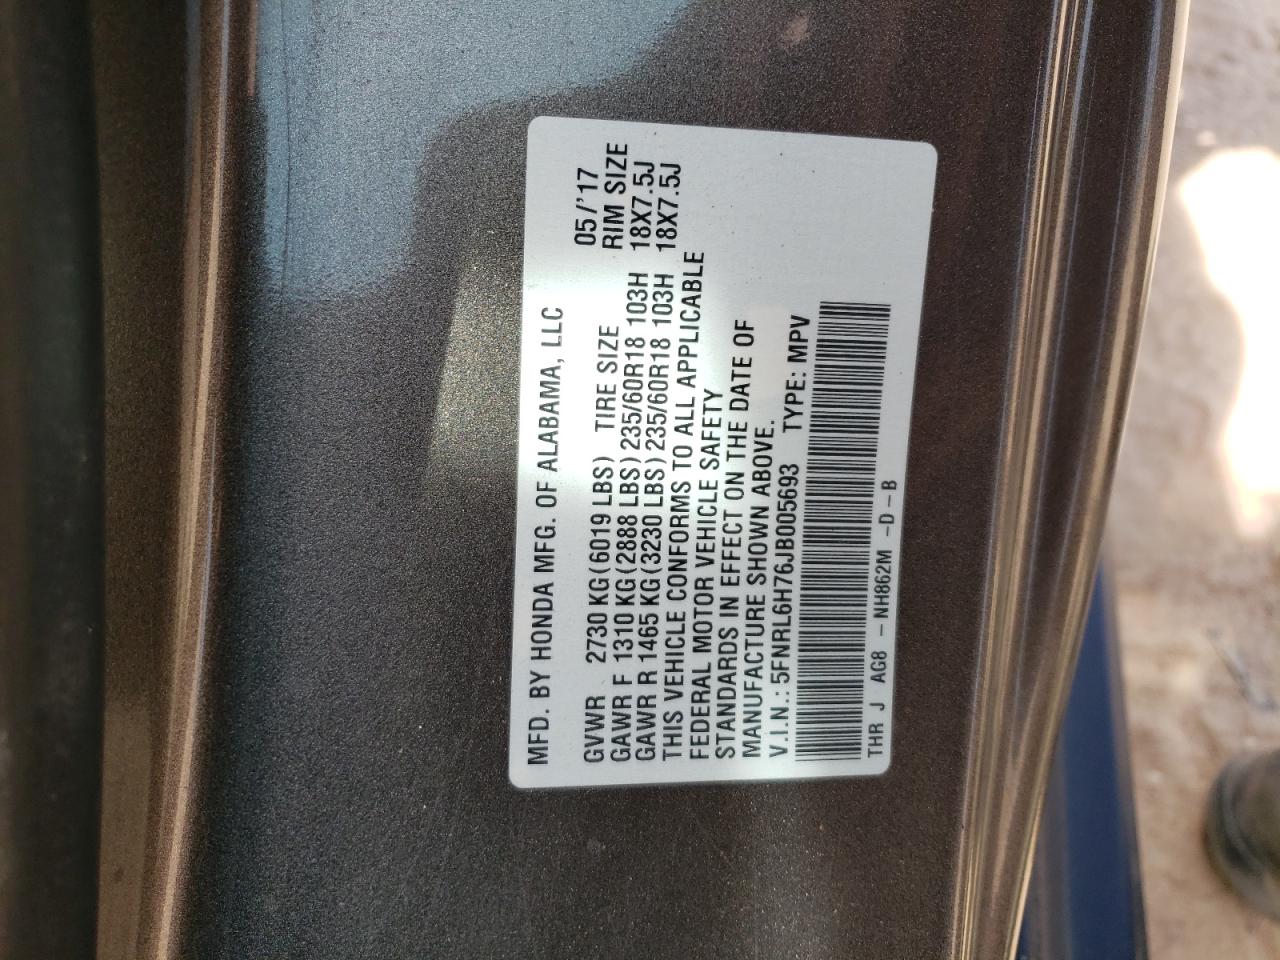 MFD. BY HONDA MFG. OF ALABAMA, LLC
05/'17
GVWR 2730 KG(6019 LBS) TIRE SIZE RIM SIZE
GAWR F 1310 KG(2888 LBS)235/60R18 103H 18X7.5J
GAWR R 1465 KG(3230 LBS)235/60R18 103H 18X7.5J
THIS VEHICLE CONFORMS TO ALL APPLICABLE
FEDERAL MOTOR VEHICLE SAFETY
STANDARDS IN EFFECT ON THE DATE OF
MANUFACTURE SHOWN ABOVE.
V.I.N.: 5FNRL6H76JB005693 TYPE: MPV
THR J AG8 - NH862M -D-B